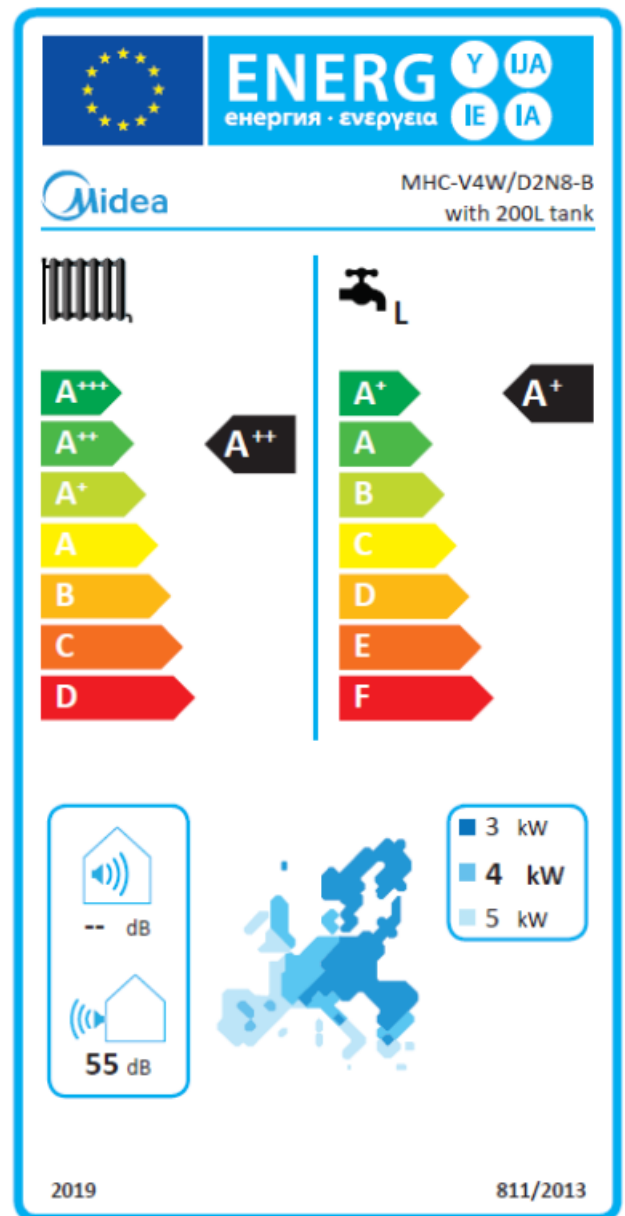 ENERG
енергия · ενεργεια
Y
IJA
IE
IA
Midea
MHC-V4W/D2N8-B
with 200L tank
L
A+++
A++
A+
A
B
C
D
A++
A+
A
B
C
D
E
F
A+
-- dB
55 dB
3 kW
4 kW
5 kW
2019
811/2013